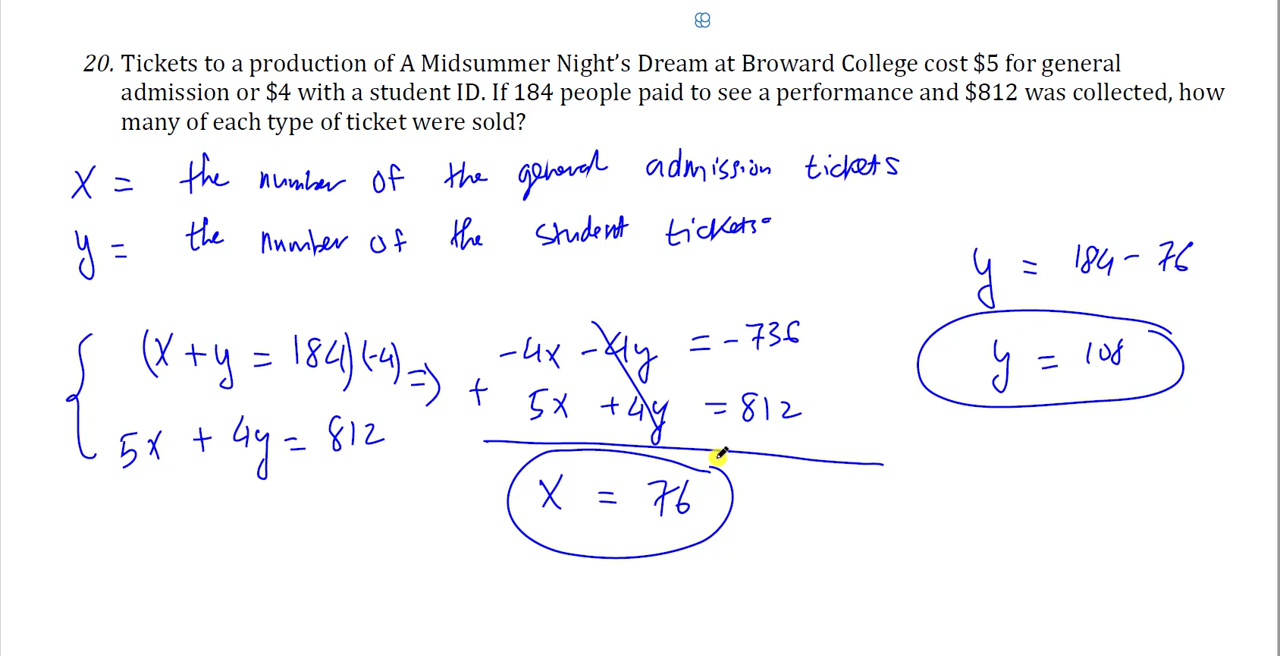 20. Tickets to a production of A Midsummer Night's Dream at Broward College cost $5 for general
admission or $4 with a student ID. If 184 people paid to see a performance and $812 was collected, how
many of each type of ticket were sold?
x = the number of the general admission tickets
y = the number of the student tickets.
y = 184 - 76
y = 108
(x + y = 184)(-4) => -4x - 4y = -736
5x + 4y = 812 + 5x + 4y = 812
x = 76